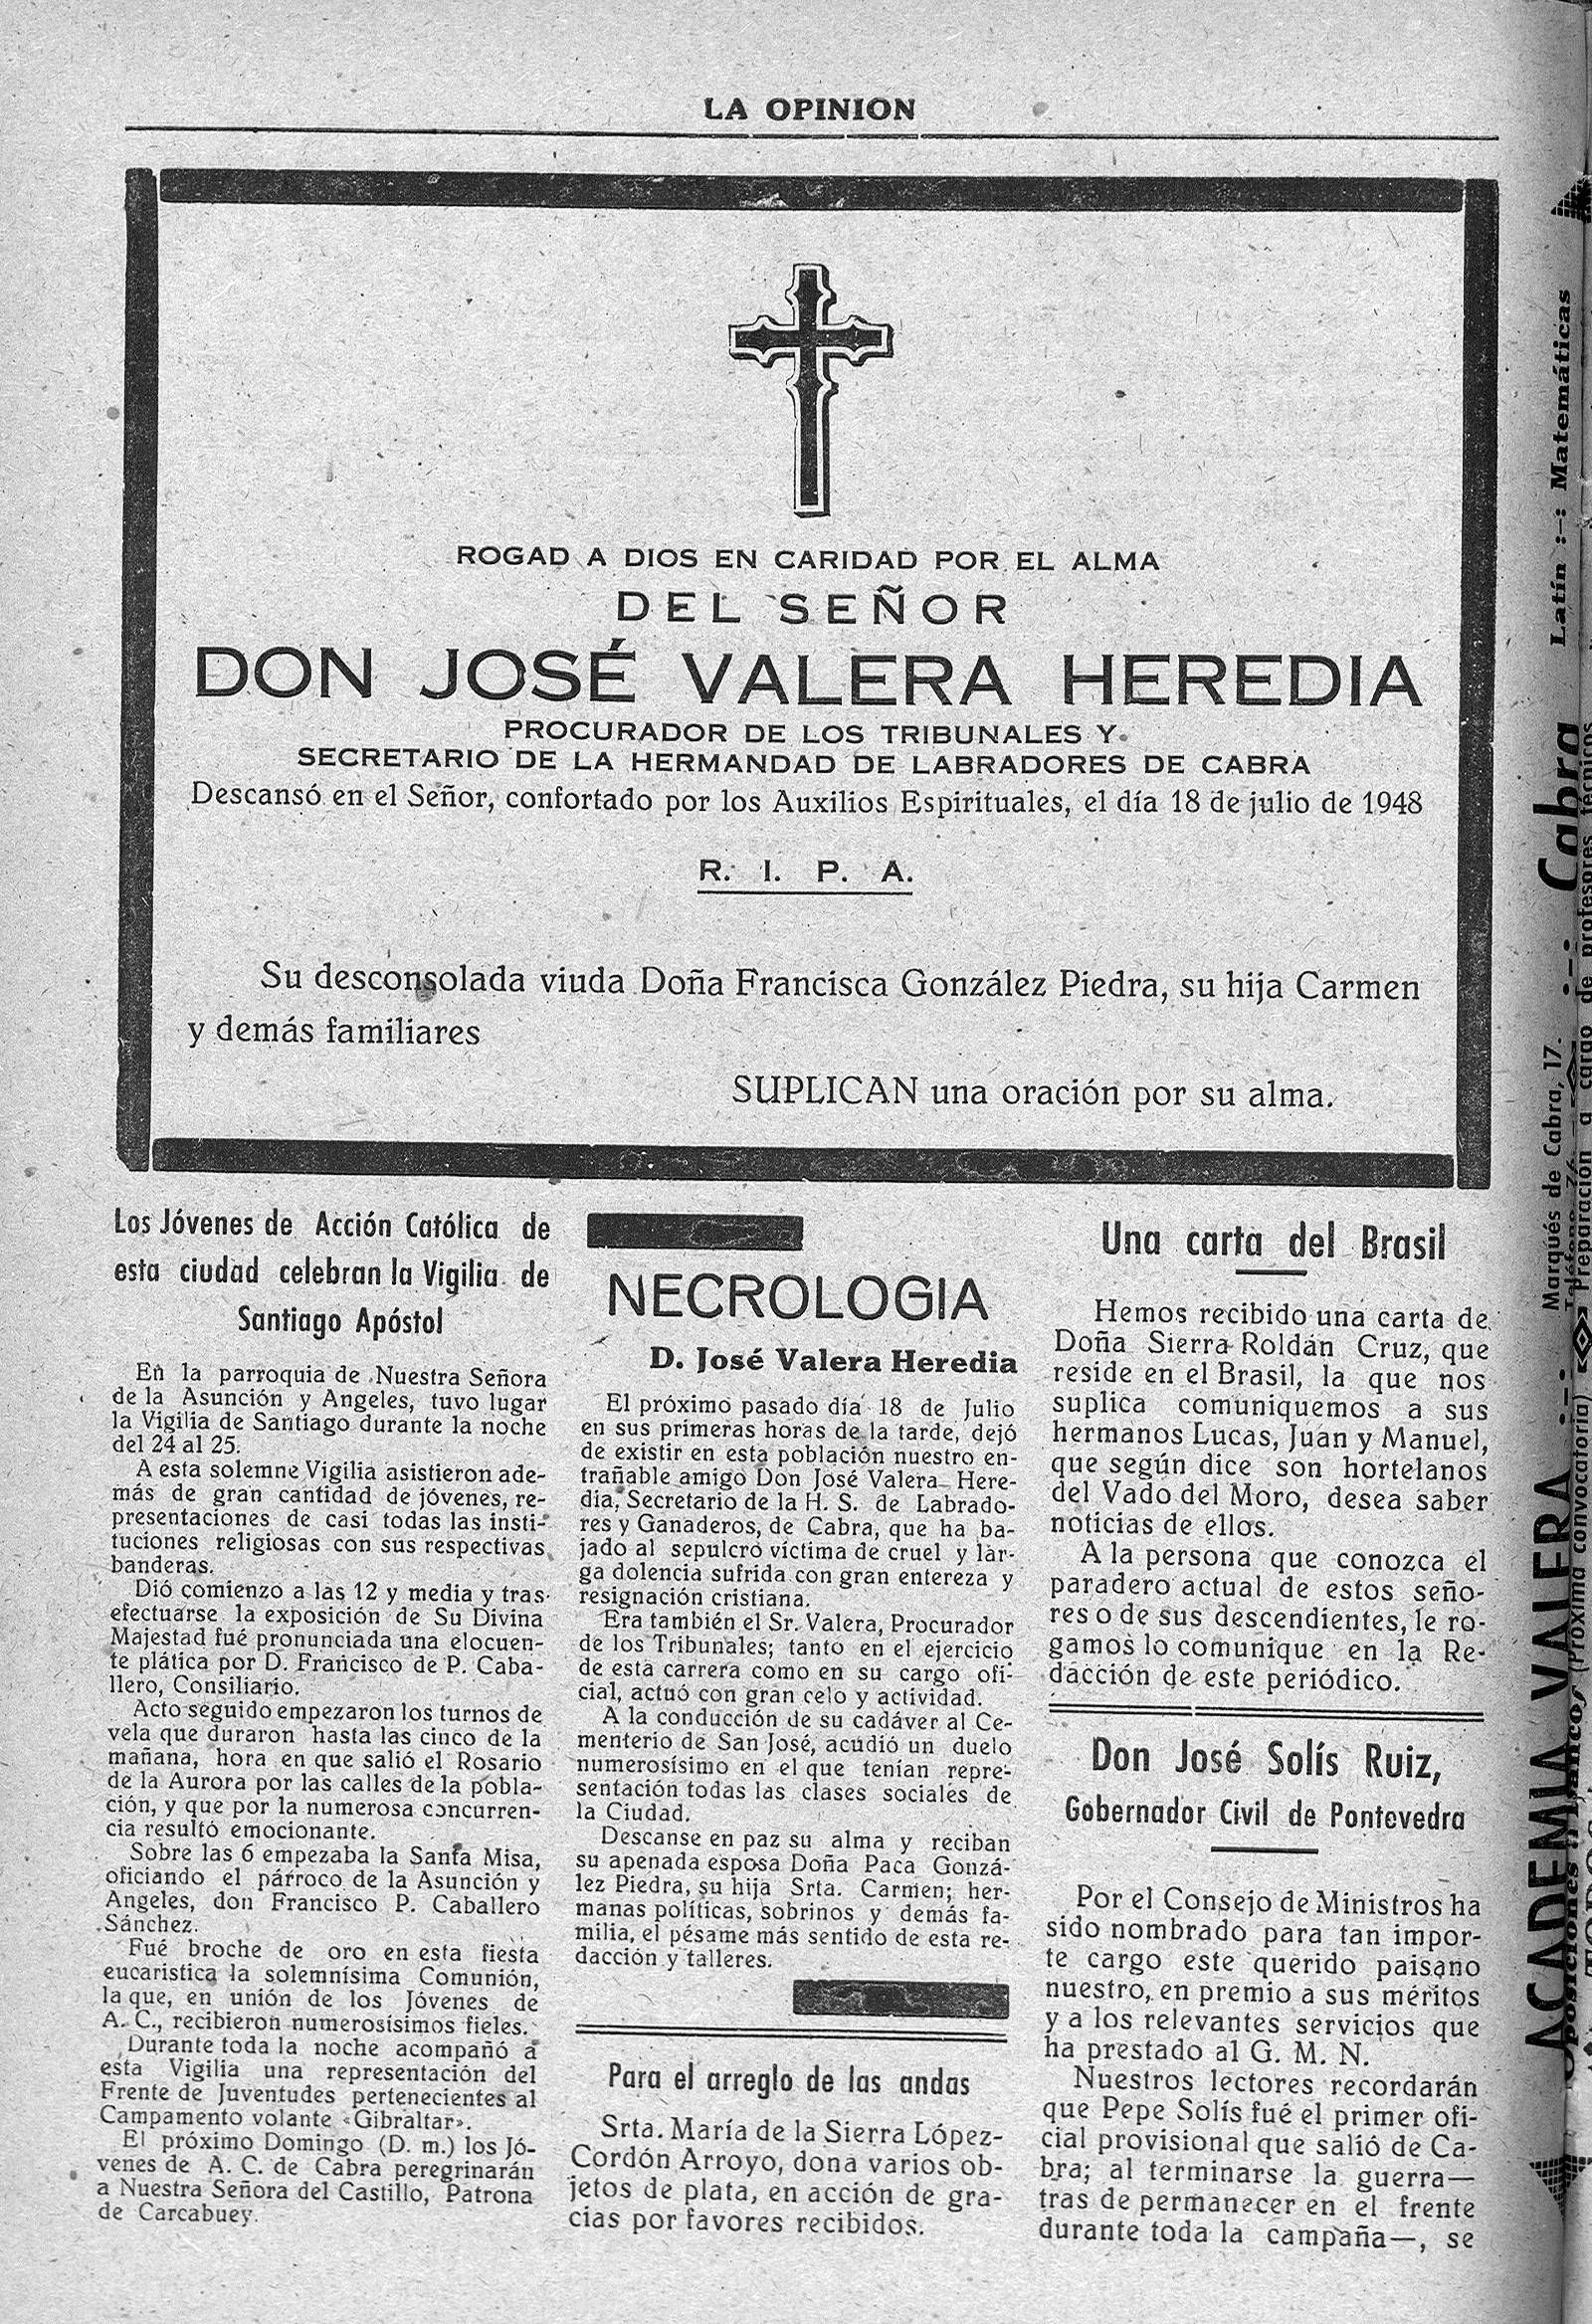 LA OPINION
ROGAD A DIOS EN CARIDAD POR EL ALMA
DEL SEÑOR
DON JOSÉ VALERA HEREDIA
PROCURADOR DE LOS TRIBUNALES Y
SECRETARIO DE LA HERMANDAD DE LABRADORES DE CABRA
Descansó en el Señor, confortado por los Auxilios Espirituales, el día 18 de julio de 1948
R. I. P. A.
Su desconsolada viuda Doña Francisca González Piedra, su hija Carmen
y demás familiares
SUPLICAN una oración por su alma.
Los Jóvenes de Acción Católica de
esta ciudad celebran la Vigilia de
Santiago Apóstol
En la parroquia de Nuestra Señora
de la Asunción y Angeles, tuvo lugar
la Vigilia de Santiago durante la noche
del 24 al 25.
A esta solemne Vigilia asistieron ade-
más de gran cantidad de jóvenes, re-
presentaciones de casi todas las insti-
tuciones religiosas con sus respectivas
banderas.
Dió comienzo a las 12 y media y tras
efectuarse la exposición de Su Divina
Majestad fué pronunciada una elocuen-
te plática por D. Francisco de P. Caba-
llero, Consiliario.
Acto seguido empezaron los turnos de
vela que duraron hasta las cinco de la
mañana, hora en que salió el Rosario
de la Aurora por las calles de la pobla-
ción, y que por la numerosa concurren-
cia resultó emocionante.
Sobre las 6 empezaba la Santa Misa,
oficiando el párroco de la Asunción y
Angeles, don Francisco P. Caballero
Sánchez.
Fué broche de oro en esta fiesta
eucarística la solemnísima Comunión,
la que, en unión de los Jóvenes de
A. C., recibieron numerosísimos fieles.
Durante toda la noche acompañó a
esta Vigilia una representación del
Frente de Juventudes pertenecientes al
Campamento volante «Gibraltar».
El próximo Domingo (D. m.) los Jó-
venes de A. C. de Cabra peregrinarán
a Nuestra Señora del Castillo, Patrona
de Carcabuey.
NECROLOGIA
D. José Valera Heredia
El próximo pasado día 18 de Julio
en sus primeras horas de la tarde, dejó
de existir en esta población nuestro en-
trañable amigo Don José Valera Here-
dia, Secretario de la H. S. de Labrado-
res y Ganaderos, de Cabra, que ha ba-
jado al sepulcro víctima de cruel y lar-
ga dolencia sufrida con gran entereza y
resignación cristiana.
Era también el Sr. Valera, Procurador
de los Tribunales; tanto en el ejercicio
de esta carrera como en su cargo ofi-
cial, actuó con gran celo y actividad.
A la conducción de su cadáver al Ce-
menterio de San José, acudió un duelo
numerosísimo en el que tenían repre-
sentación todas las clases sociales de
la Ciudad.
Descanse en paz su alma y reciban
su apenada esposa Doña Paca Gonzá-
lez Piedra, su hija Srta. Carmen; her-
manas políticas, sobrinos y demás fa-
milia, el pésame más sentido de esta re-
dacción y talleres.
Para el arreglo de las andas
Srta. María de la Sierra López-
Cordón Arroyo, dona varios ob-
jetos de plata, en acción de gra-
cias por favores recibidos.
Una carta del Brasil
Hemos recibido una carta de
Doña Sierra Roldán Cruz, que
reside en el Brasil, la que nos
suplica comuniquemos a sus
hermanos Lucas, Juan y Manuel,
que según dice son hortelanos
del Vado del Moro, desea saber
noticias de ellos.
A la persona que conozca el
paradero actual de estos seño-
res o de sus descendientes, le ro-
gamos lo comunique en la Re-
dacción de este periódico.
Don José Solís Ruiz,
Gobernador Civil de Pontevedra
Por el Consejo de Ministros ha
sido nombrado para tan impor-
te cargo este querido paisano
nuestro, en premio a sus méritos
y a los relevantes servicios que
ha prestado al G. M. N.
Nuestros lectores recordarán
que Pepe Solís fué el primer ofi-
cial provisional que salió de Ca-
bra; al terminarse la guerra—
tras de permanecer en el frente
durante toda la campaña—, se
ACADEMIA VALERA :-: Marqués de Cabra, 17. :-: Cabra
Latín :-: Matemáticas
(Próxima convocatoria)
Preparación a cargo de profesores técnicos